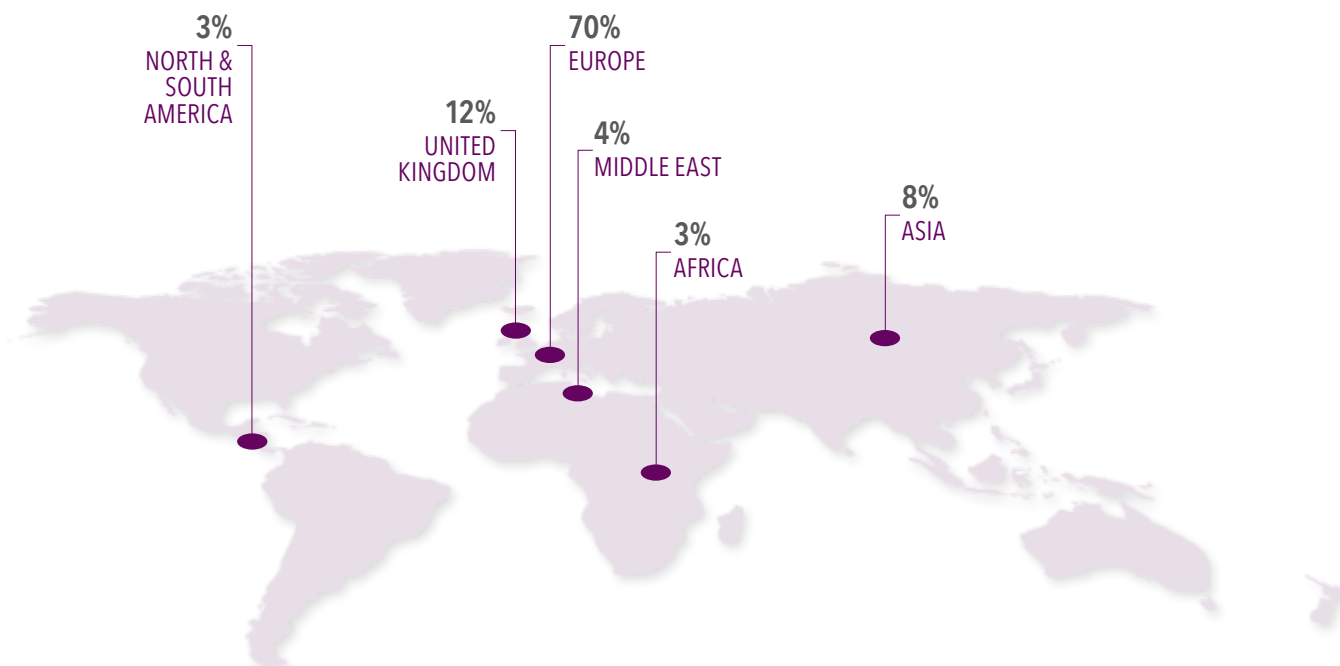 3%
NORTH &
SOUTH
AMERICA
70%
EUROPE
12%
UNITED
KINGDOM
4%
MIDDLE EAST
8%
ASIA
3%
AFRICA